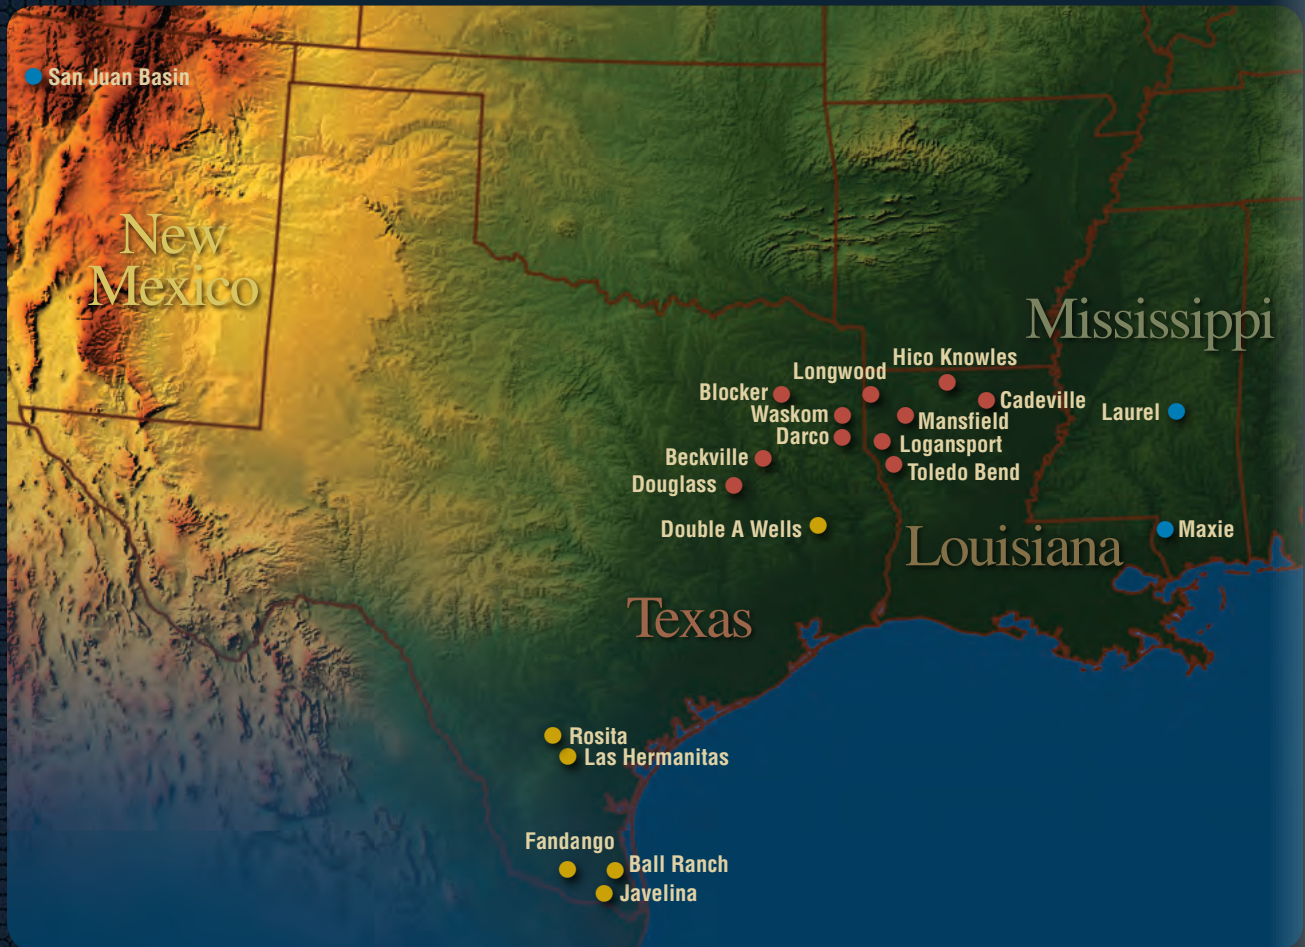 San Juan Basin
New
Mexico
Mississippi
Hico Knowles
Longwood
Blocker
Cadeville
Waskom
Mansfield
Laurel
Darco
Logansport
Beckville
Toledo Bend
Douglass
Double A Wells
Maxie
Louisiana
Texas
Rosita
Las Hermanitas
Fandango
Ball Ranch
Javelina